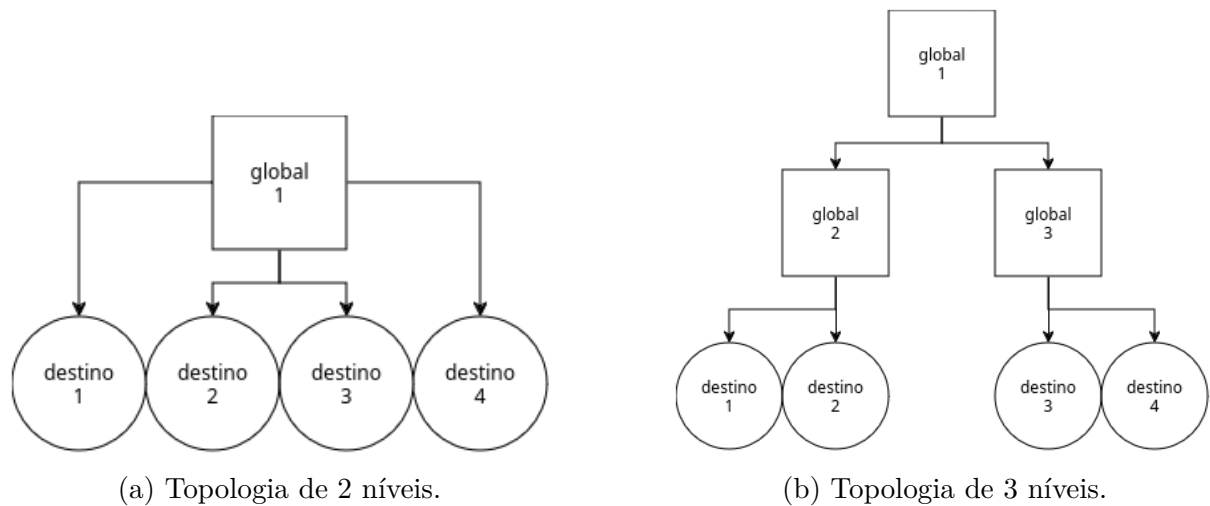 global
1
destino
1
destino
2
destino
3
destino
4
(a) Topologia de 2 níveis.
global
1
global
2
global
3
destino
1
destino
2
destino
3
destino
4
(b) Topologia de 3 níveis.